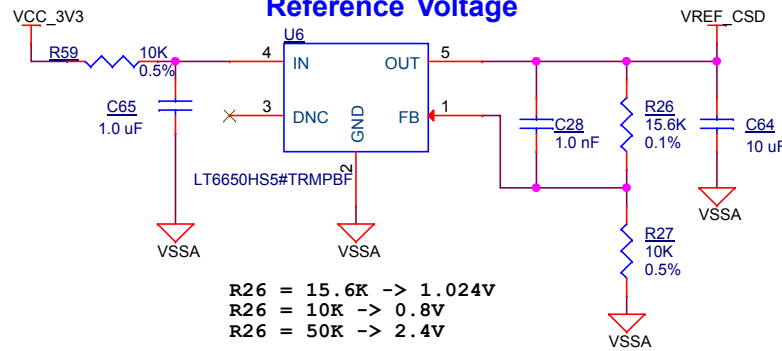 Reference Voltage
VCC_3V3
VREF_CSD
R59
10K
0.5%
U6
4
IN
OUT
5
C65
1.0 uF
3
DNC
GND
FB
1
2
LT6650HS5#TRMPBF
C28
1.0 nF
R26
15.6K
0.1%
C64
10 uF
VSSA
VSSA
VSSA
R27
10K
0.5%
VSSA
R26 = 15.6K -> 1.024V
R26 = 10K -> 0.8V
R26 = 50K -> 2.4V